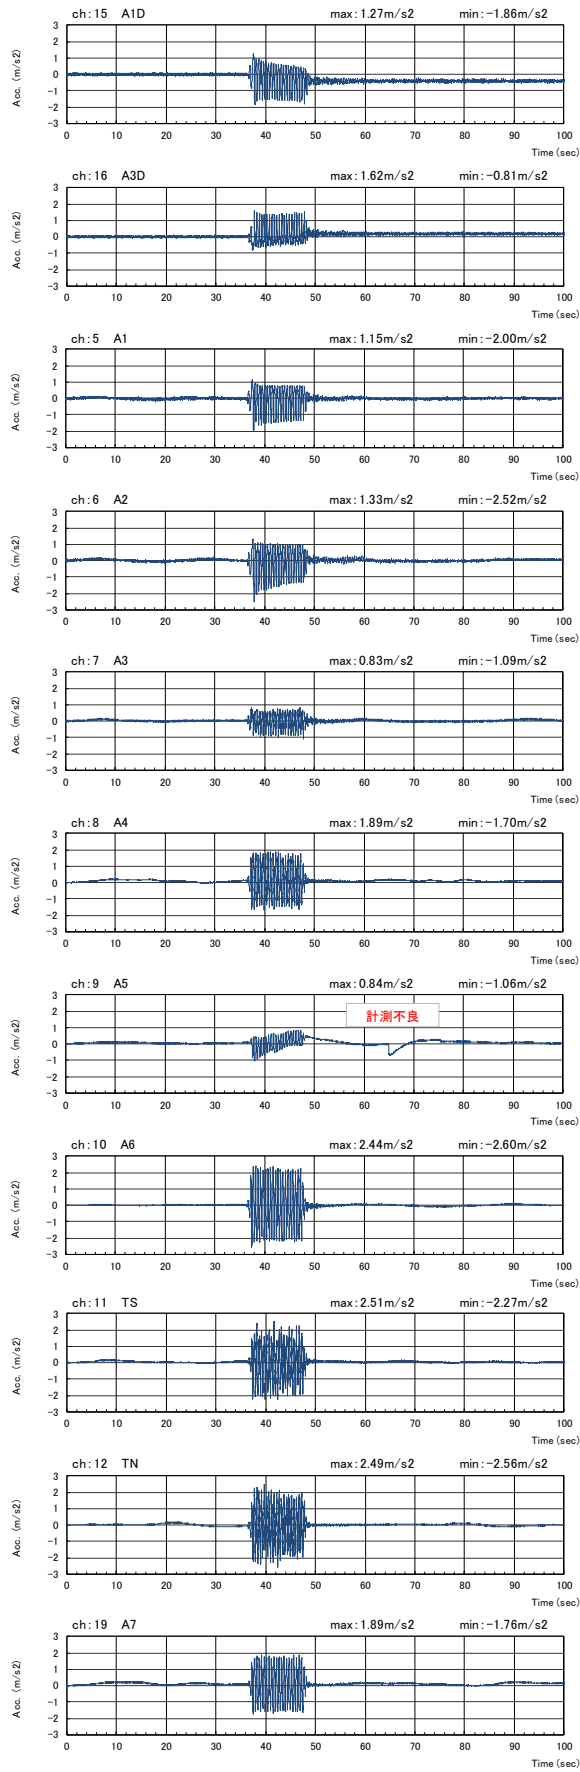 ch:15 A1D max:1.27m/s2 min:-1.86m/s2
3
2
1
0
-1
-2
-3
Acc. (m/s2)
0 10 20 30 40 50 60 70 80 90 100
Time (sec)
ch:16 A3D max:1.62m/s2 min:-0.81m/s2
3
2
1
0
-1
-2
-3
Acc. (m/s2)
0 10 20 30 40 50 60 70 80 90 100
Time (sec)
ch:5 A1 max:1.15m/s2 min:-2.00m/s2
3
2
1
0
-1
-2
-3
Acc. (m/s2)
0 10 20 30 40 50 60 70 80 90 100
Time (sec)
ch:6 A2 max:1.33m/s2 min:-2.52m/s2
3
2
1
0
-1
-2
-3
Acc. (m/s2)
0 10 20 30 40 50 60 70 80 90 100
Time (sec)
ch:7 A3 max:0.83m/s2 min:-1.09m/s2
3
2
1
0
-1
-2
-3
Acc. (m/s2)
0 10 20 30 40 50 60 70 80 90 100
Time (sec)
ch:8 A4 max:1.89m/s2 min:-1.70m/s2
3
2
1
0
-1
-2
-3
Acc. (m/s2)
0 10 20 30 40 50 60 70 80 90 100
Time (sec)
ch:9 A5 max:0.84m/s2 min:-1.06m/s2
3
2
1
0
-1
-2
-3
Acc. (m/s2)
計測不良
0 10 20 30 40 50 60 70 80 90 100
Time (sec)
ch:10 A6 max:2.44m/s2 min:-2.60m/s2
3
2
1
0
-1
-2
-3
Acc. (m/s2)
0 10 20 30 40 50 60 70 80 90 100
Time (sec)
ch:11 TS max:2.51m/s2 min:-2.27m/s2
3
2
1
0
-1
-2
-3
Acc. (m/s2)
0 10 20 30 40 50 60 70 80 90 100
Time (sec)
ch:12 TN max:2.49m/s2 min:-2.56m/s2
3
2
1
0
-1
-2
-3
Acc. (m/s2)
0 10 20 30 40 50 60 70 80 90 100
Time (sec)
ch:19 A7 max:1.89m/s2 min:-1.76m/s2
3
2
1
0
-1
-2
-3
Acc. (m/s2)
0 10 20 30 40 50 60 70 80 90 100
Time (sec)